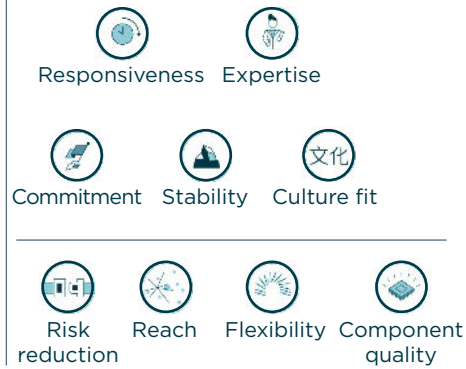 Responsiveness Expertise
文化
Commitment Stability Culture fit
Risk reduction
Reach
Flexibility
Component quality